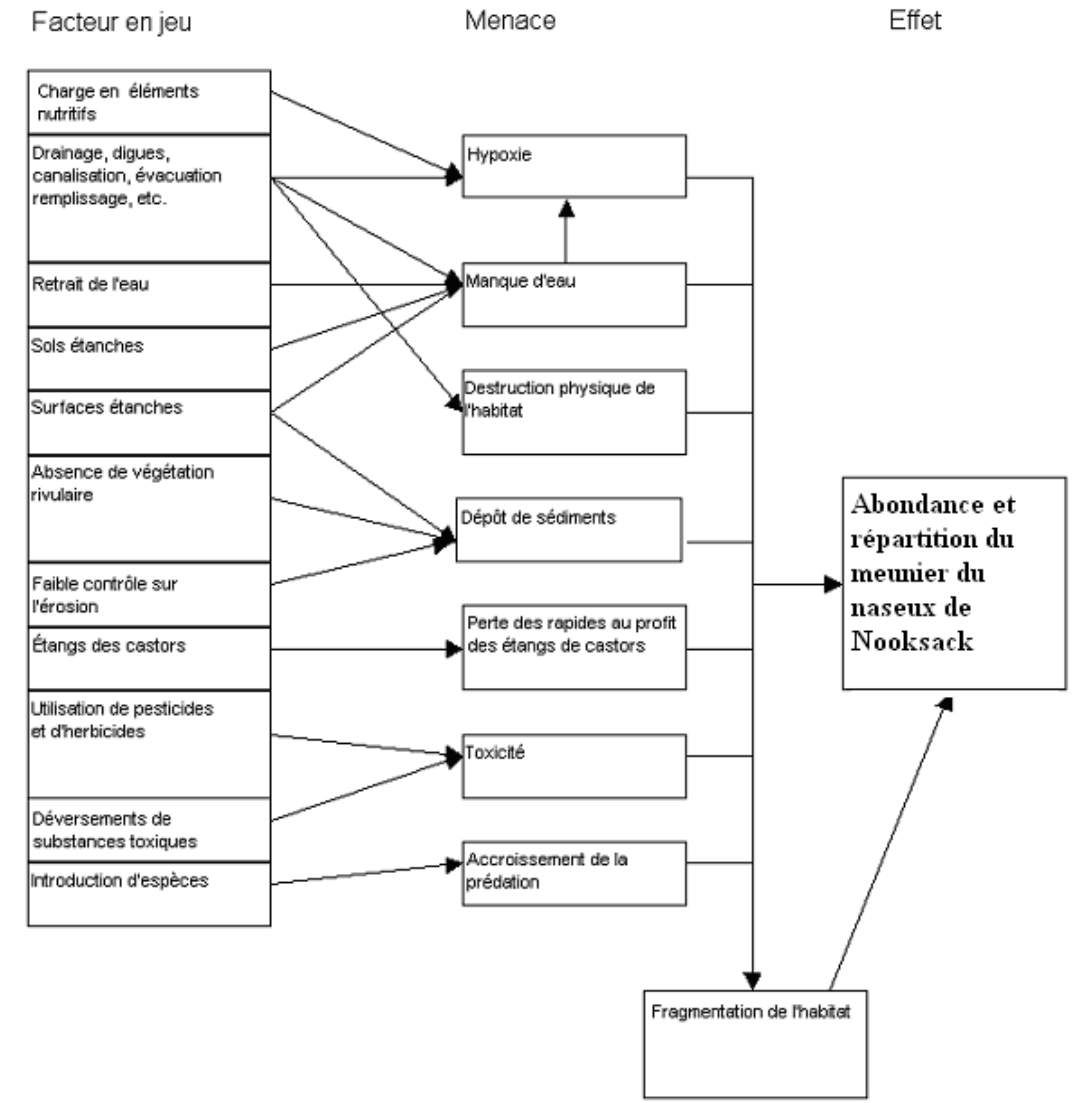 Facteur en jeu
Menace
Effet
Charge en éléments
nutritifs
Drainage, digues,
canalisation, évacuation
remplissage, etc.
Retrait de l'eau
Sols étanches
Surfaces étanches
Absence de végétation
rivulaire
Faible contrôle sur
l'érosion
Étangs des castors
Utilisation de pesticides
et d'herbicides
Déversements de
substances toxiques
Introduction d'espèces
Hypoxie
Manque d'eau
Destruction physique de
l'habitat
Dépôt de sédiments
Perte des rapides au profit
des étangs de castors
Toxicité
Accroissement de la
prédation
Abondance et
répartition du
meunier du
naseux de
Nooksack
Fragmentation de l'habitat